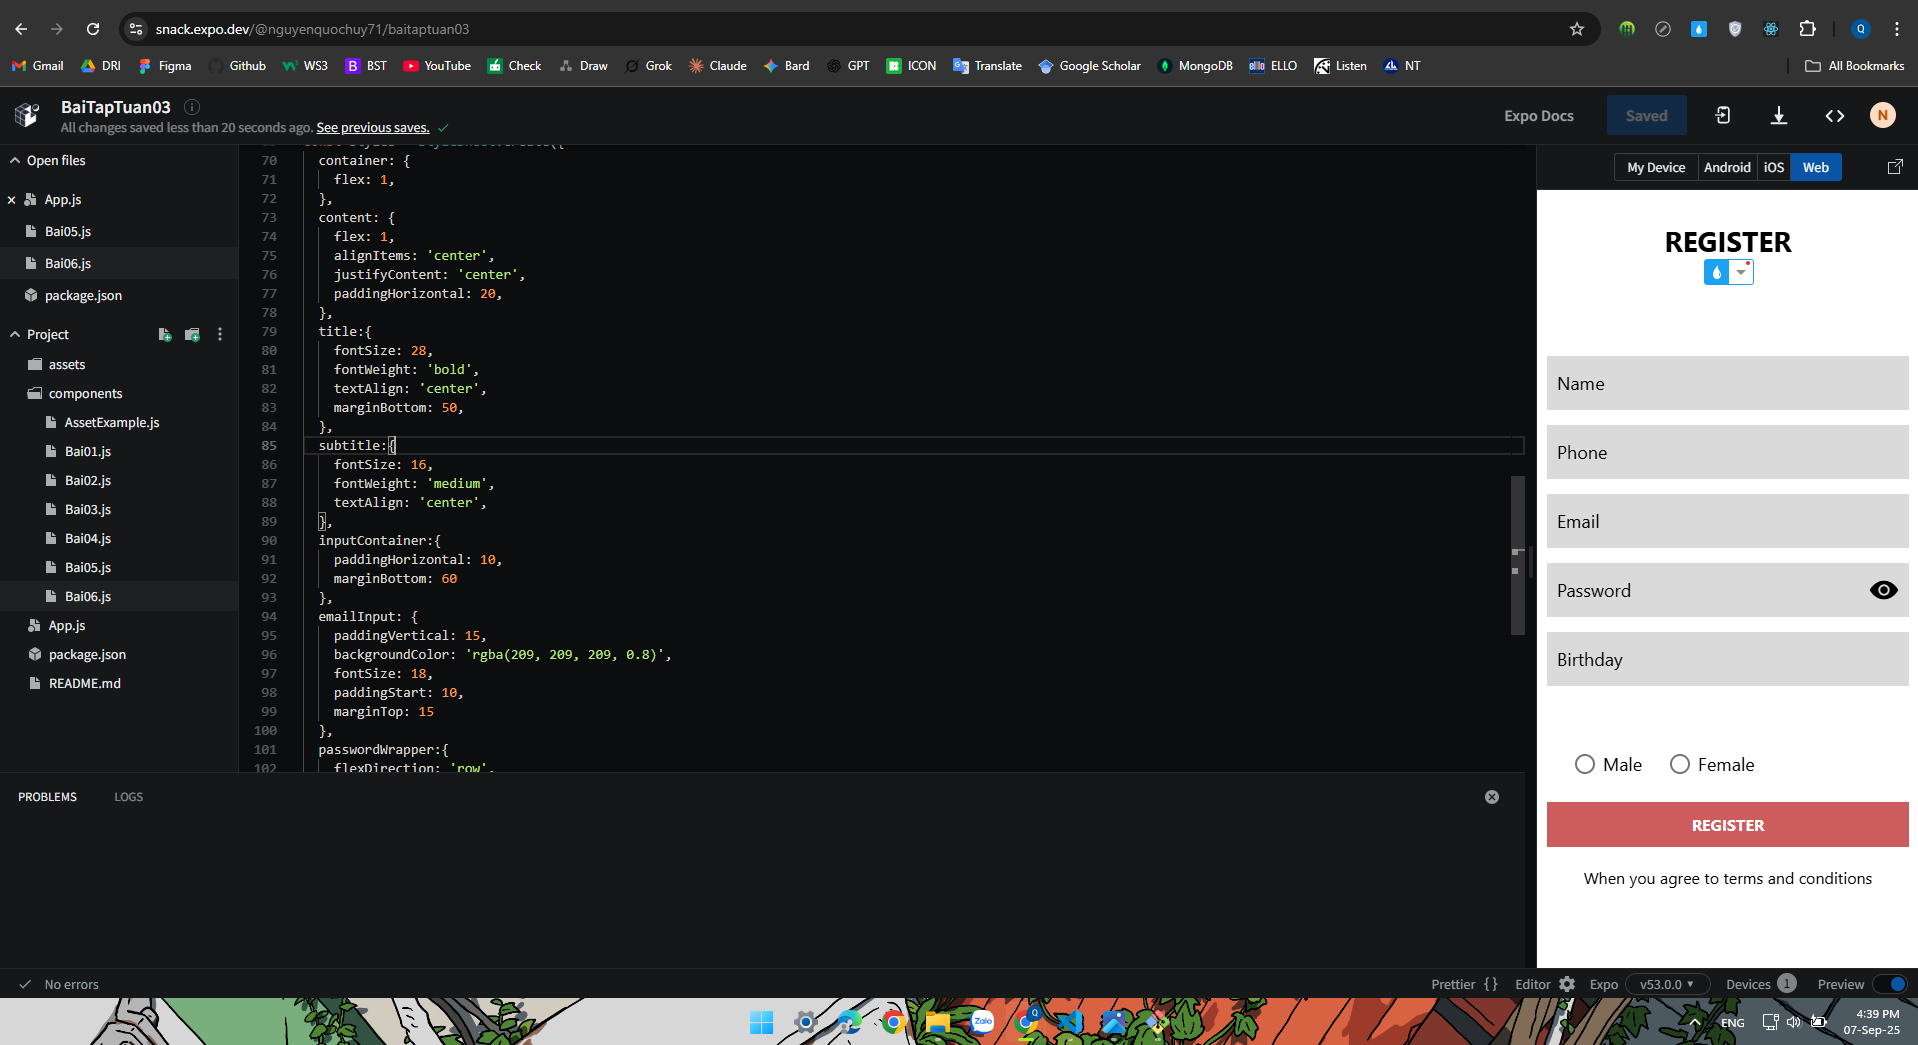 snack.expo.dev/@nguyenquochuy71/baitaptuan03
Q
Gmail DRI Figma Github WS3 B BST YouTube Check Draw Grok Claude Bard GPT ICON Translate Google Scholar MongoDB ELLO Listen NT All Bookmarks
BaiTapTuan03
All changes saved less than 20 seconds ago. See previous saves.
Expo Docs Saved N
Open files
App.js
Bai05.js
Bai06.js
package.json
Project
assets
components
AssetExample.js
Bai01.js
Bai02.js
Bai03.js
Bai04.js
Bai05.js
Bai06.js
App.js
package.json
README.md
70 container: {
71 flex: 1,
72 },
73 content: {
74 flex: 1,
75 alignItems: 'center',
76 justifyContent: 'center',
77 paddingHorizontal: 20,
78 },
79 title:{
80 fontSize: 28,
81 fontWeight: 'bold',
82 textAlign: 'center',
83 marginBottom: 50,
84 },
85 subtitle:{
86 fontSize: 16,
87 fontWeight: 'medium',
88 textAlign: 'center',
89 },
90 inputContainer:{
91 paddingHorizontal: 10,
92 marginBottom: 60
93 },
94 emailInput: {
95 paddingVertical: 15,
96 backgroundColor: 'rgba(209, 209, 209, 0.8)',
97 fontSize: 18,
98 paddingStart: 10,
99 marginTop: 15
100 },
101 passwordWrapper:{
102 flexDirection: 'row',
My Device Android iOS Web
REGISTER
Name
Phone
Email
Password
Birthday
Male Female
REGISTER
When you agree to terms and conditions
PROBLEMS LOGS
No errors
Prettier {} Editor Expo v53.0.0 Devices 1 Preview
Zalo
Q
ENG
4:39 PM
07-Sep-25